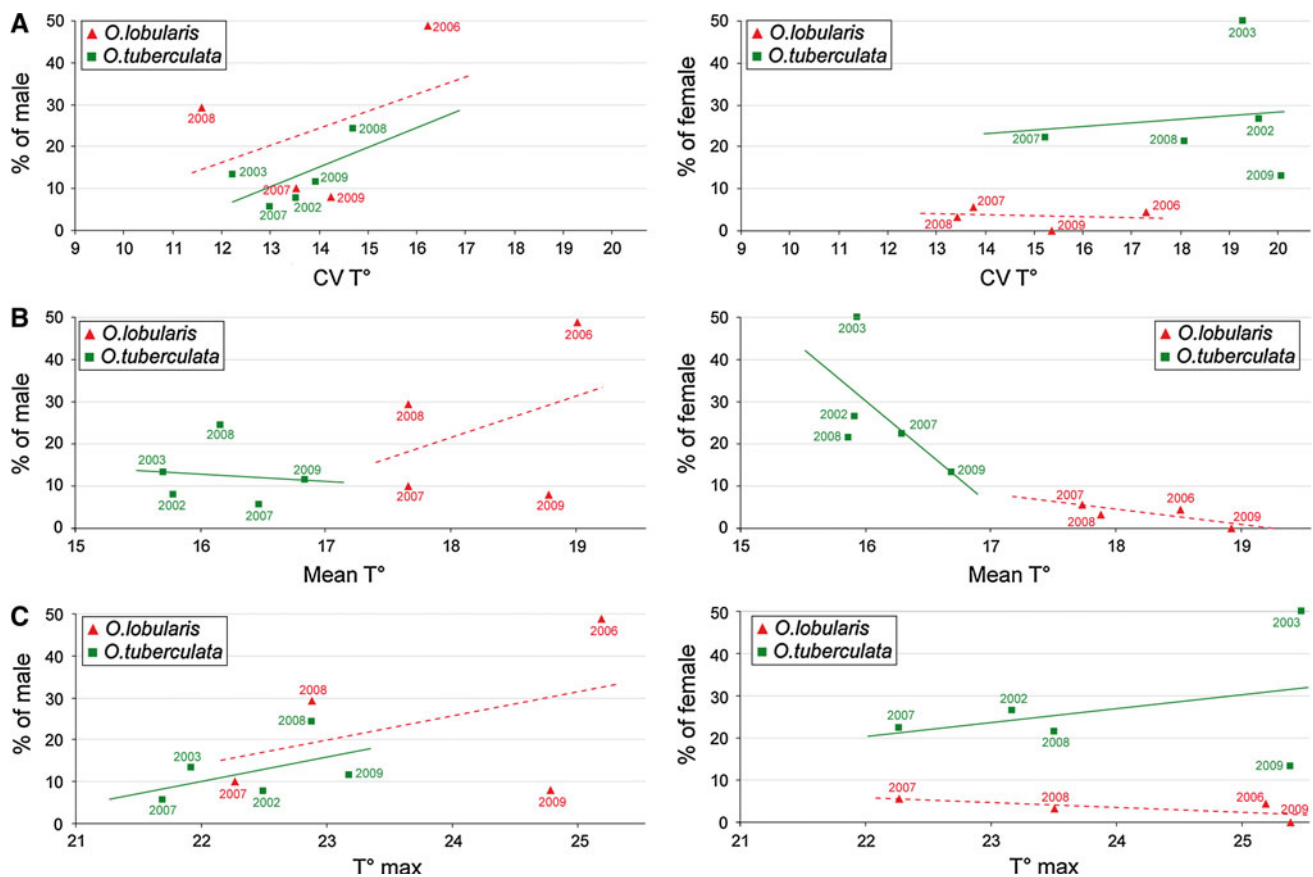 A
% of male
50
40
30
20
10
0
O.lobularis
O.tuberculata
2006
2008
2008
2003
2009
2007
2002
2009
2007
9 10 11 12 13 14 15 16 17 18 19 20
CV T°
% of female
50
40
30
20
10
0
O.lobularis
O.tuberculata
2003
2007
2008
2002
2009
2007
2006
2008
2009
9 10 11 12 13 14 15 16 17 18 19 20
CV T°
B
% of male
50
40
30
20
10
0
O.lobularis
O.tuberculata
2006
2008
2008
2003
2009
2007
2002
2007
2009
15 16 17 18 19
Mean T°
% of female
50
40
30
20
10
0
O.lobularis
O.tuberculata
2003
2002
2007
2008
2009
2007
2006
2008
2009
15 16 17 18 19
Mean T°
C
% of male
50
40
30
20
10
0
O.lobularis
O.tuberculata
2006
2008
2008
2003
2009
2007
2007
2002
2009
21 22 23 24 25
T° max
% of female
50
40
30
20
10
0
O.lobularis
O.tuberculata
2003
2007
2002
2008
2009
2007
2008
2006
2009
21 22 23 24 25
T° max